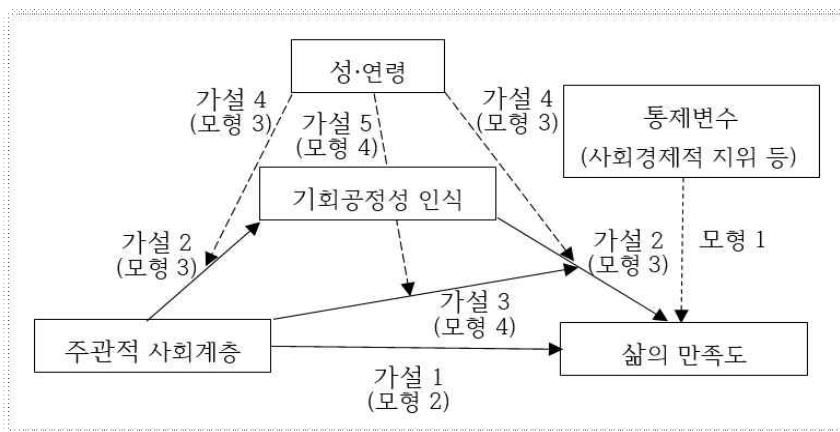 성·연령
가설 4
(모형 3)
가설 5
(모형 4)
가설 4
(모형 3)
통제변수
(사회경제적 지위 등)
기회공정성 인식
가설 2
(모형 3)
가설 2
(모형 3)
모형 1
가설 3
(모형 4)
주관적 사회계층
삶의 만족도
가설 1
(모형 2)